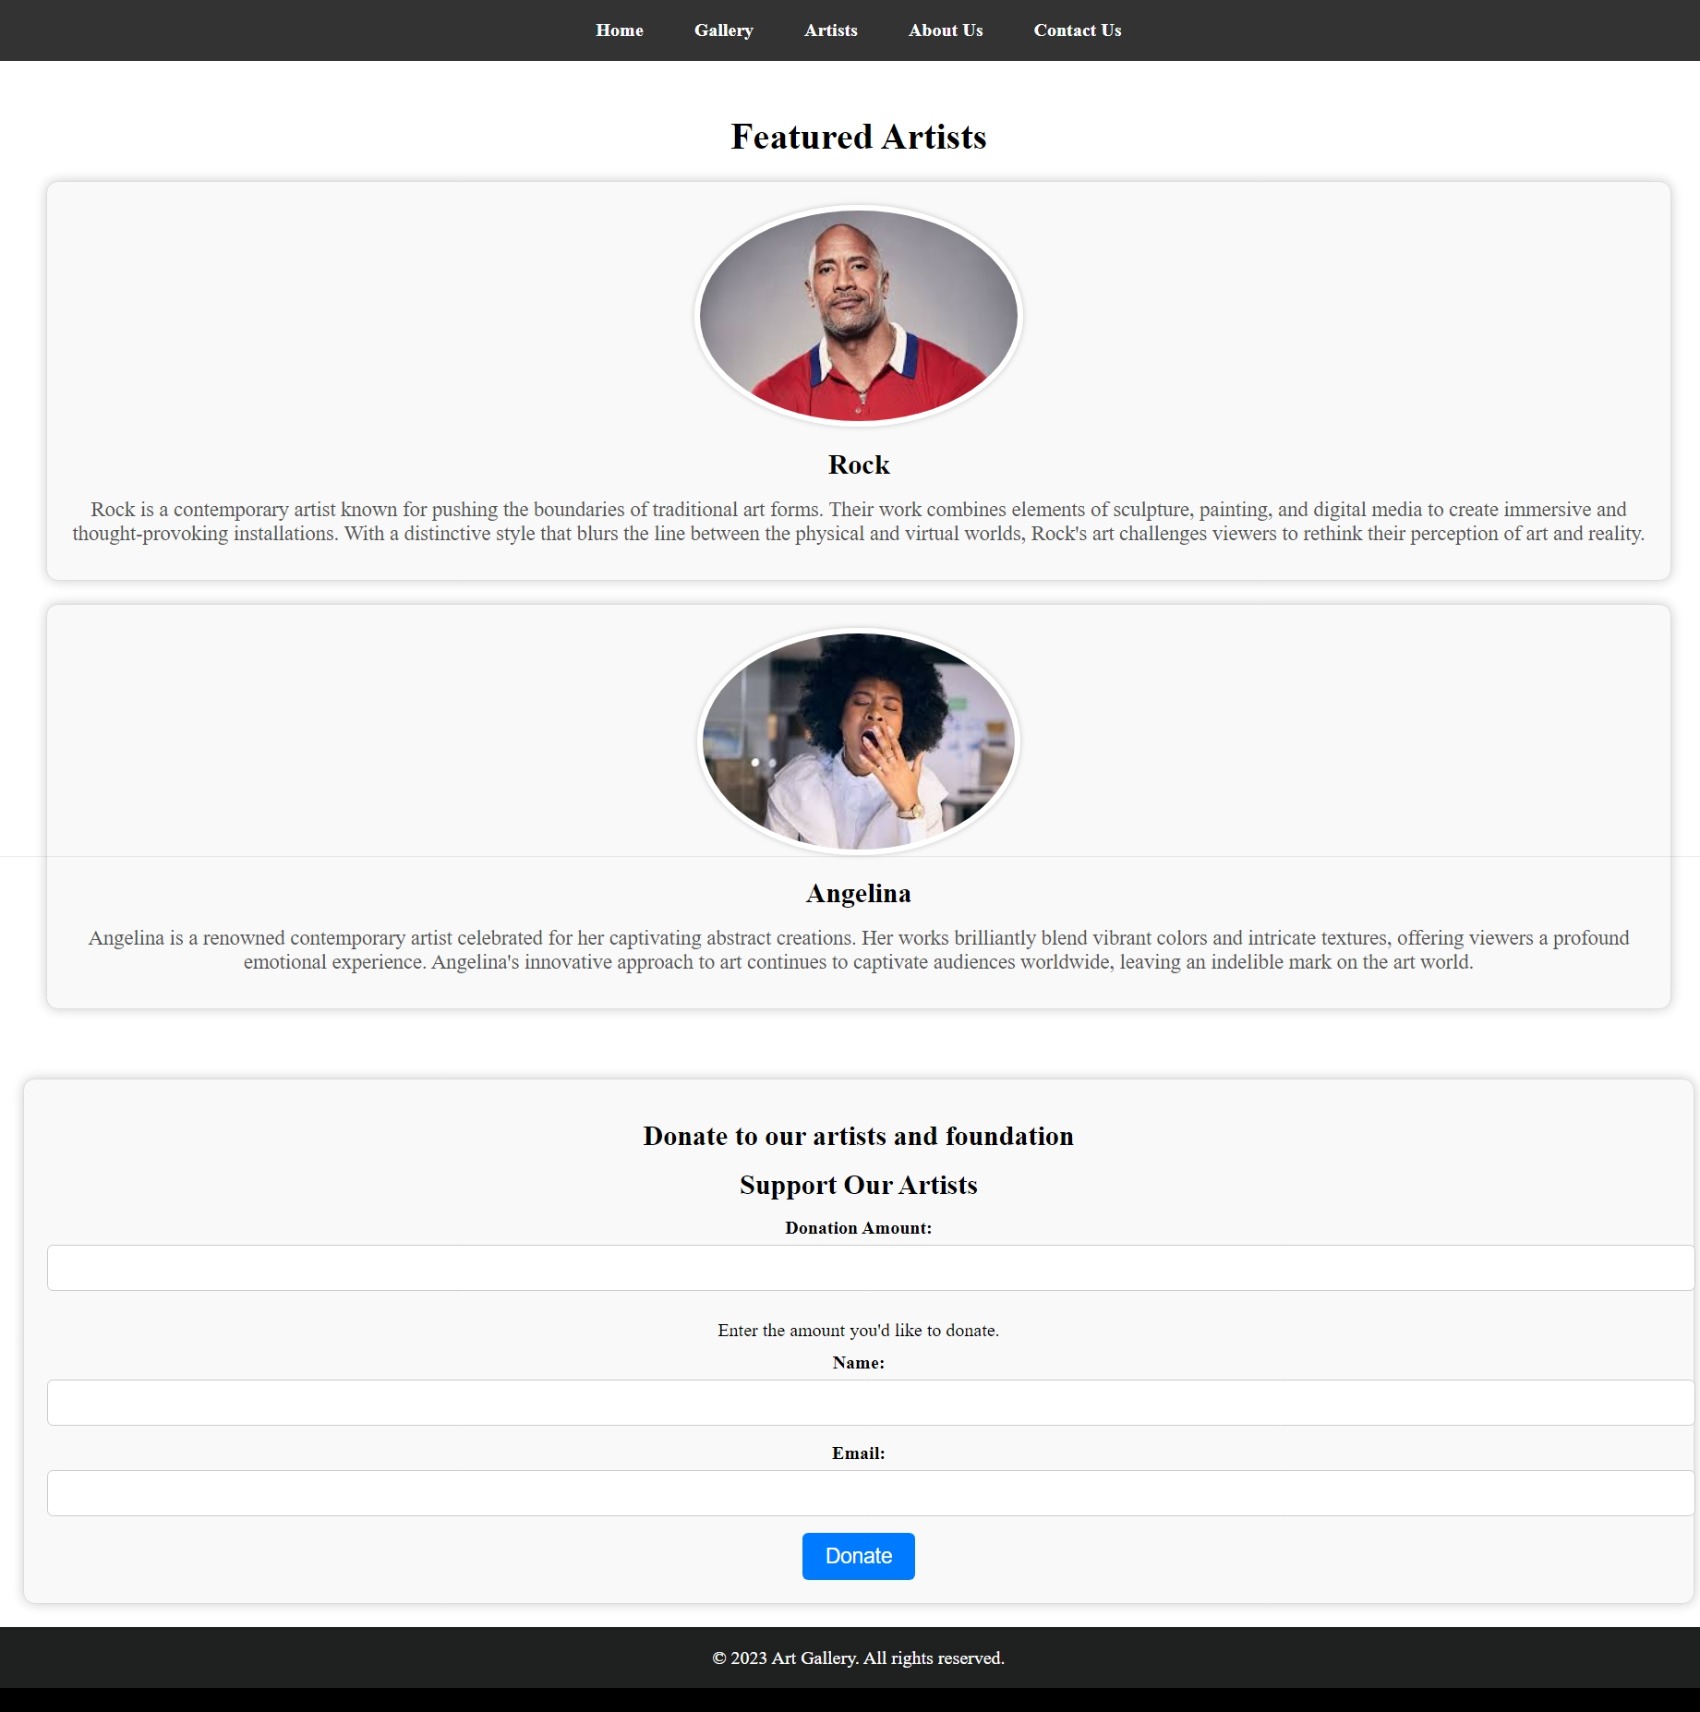 Home Gallery Artists About Us Contact Us
Featured Artists
Rock
Rock is a contemporary artist known for pushing the boundaries of traditional art forms. Their work combines elements of sculpture, painting, and digital media to create immersive and
thought-provoking installations. With a distinctive style that blurs the line between the physical and virtual worlds, Rock's art challenges viewers to rethink their perception of art and reality.
Angelina
Angelina is a renowned contemporary artist celebrated for her captivating abstract creations. Her works brilliantly blend vibrant colors and intricate textures, offering viewers a profound
emotional experience. Angelina's innovative approach to art continues to captivate audiences worldwide, leaving an indelible mark on the art world.
Donate to our artists and foundation
Support Our Artists
Donation Amount:
Enter the amount you'd like to donate.
Name:
Email:
Donate
© 2023 Art Gallery. All rights reserved.